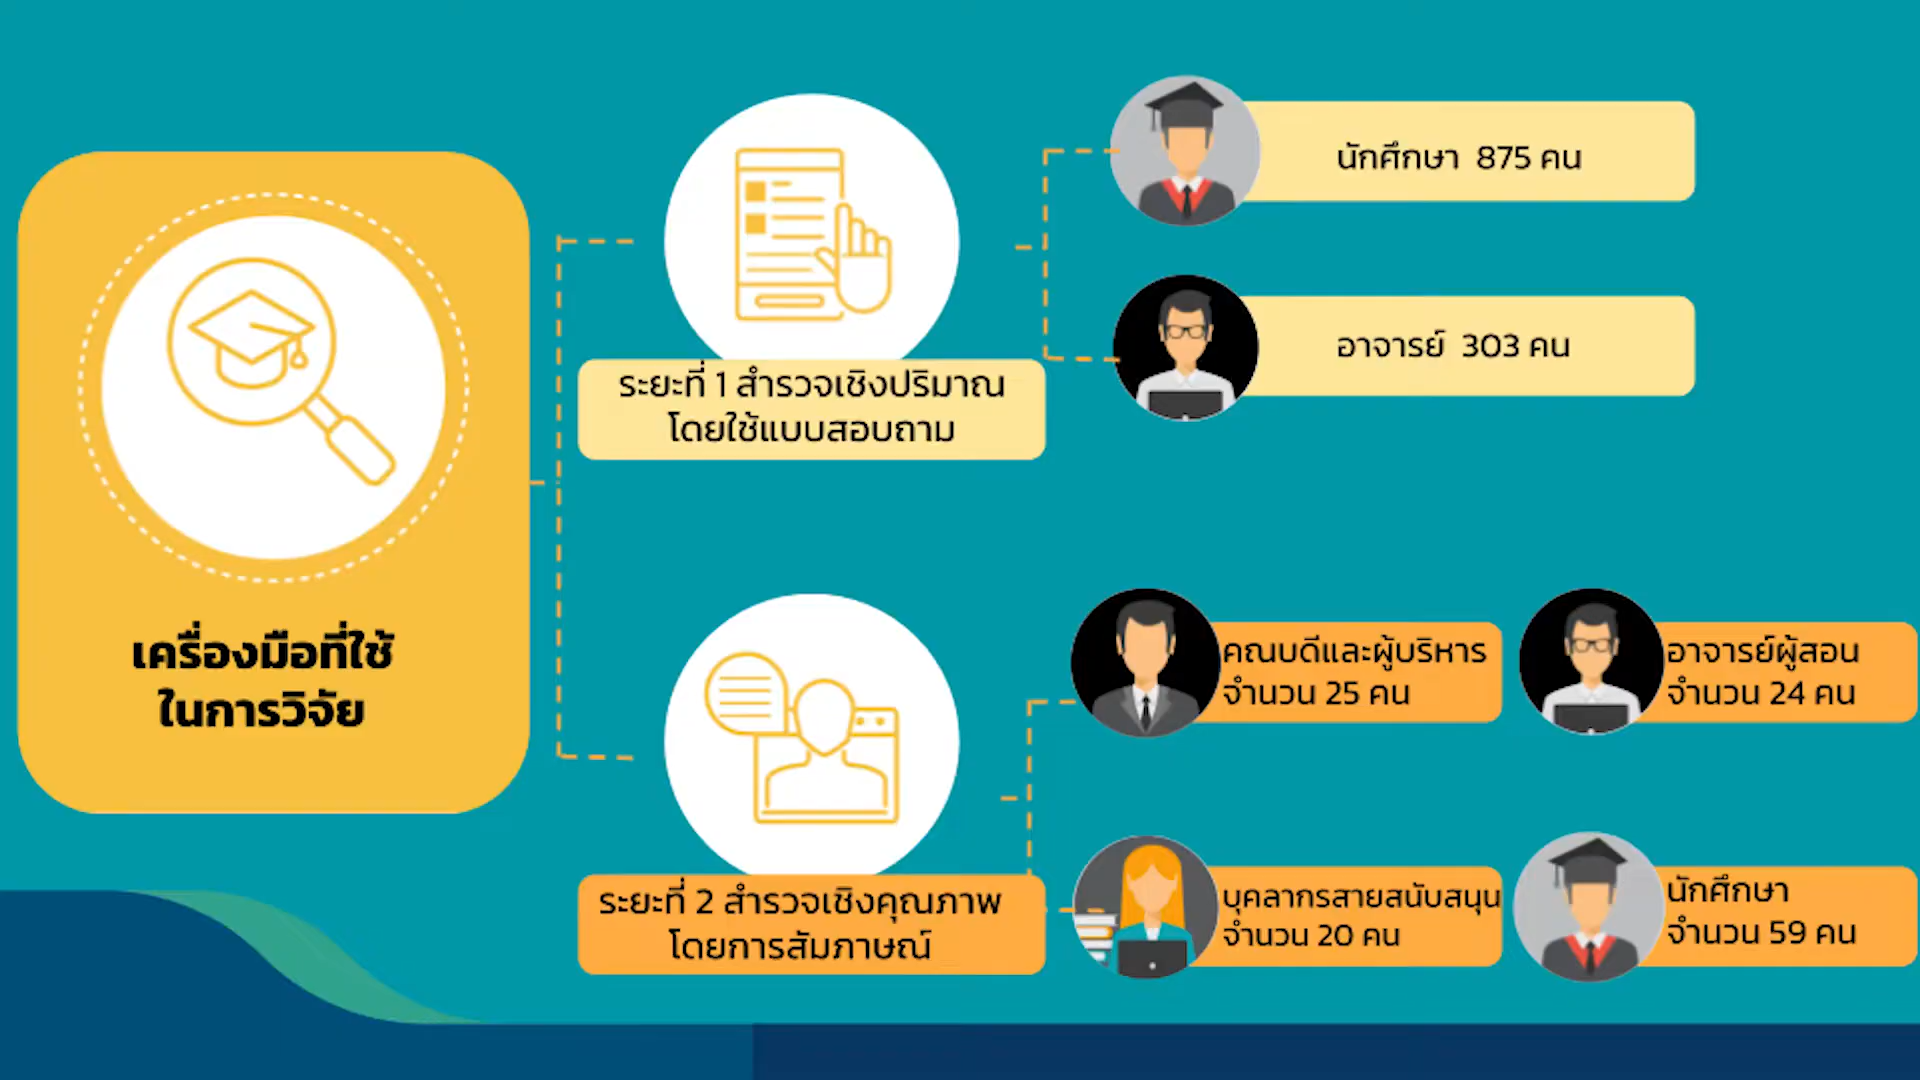 เครื่องมือที่ใช้
ในการวิจัย
ระยะที่ 1 สำรวจเชิงปริมาณ
โดยใช้แบบสอบถาม
นักศึกษา 875 คน
อาจารย์ 303 คน
ระยะที่ 2 สำรวจเชิงคุณภาพ
โดยการสัมภาษณ์
คณบดีและผู้บริหาร
จำนวน 25 คน
อาจารย์ผู้สอน
จำนวน 24 คน
บุคลากรสายสนับสนุน
จำนวน 20 คน
นักศึกษา
จำนวน 59 คน